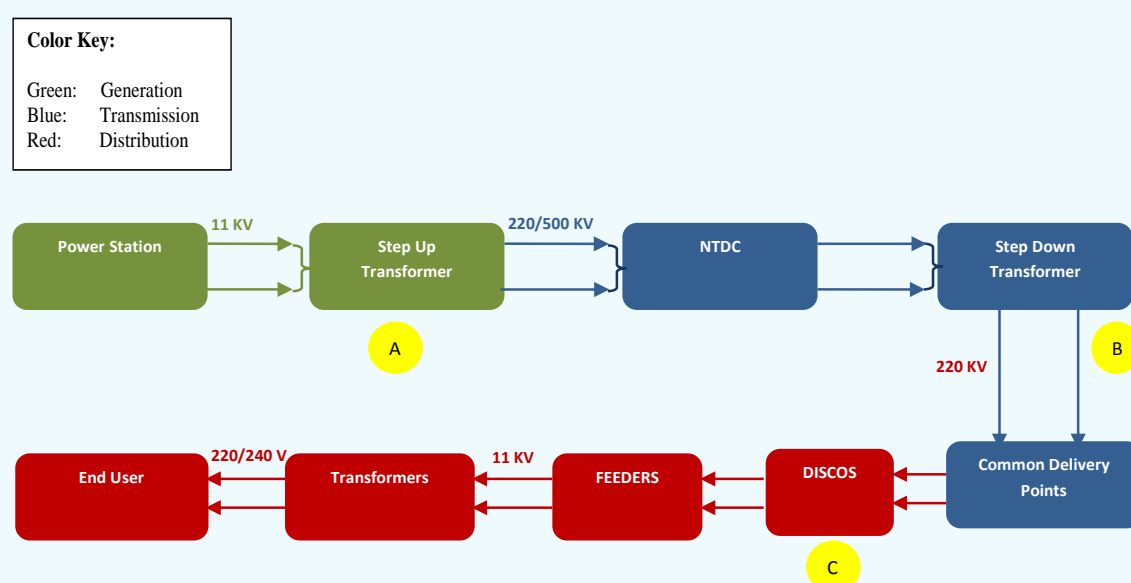 Color Key:
Green: Generation
Blue: Transmission
Red: Distribution
11 KV
220/500 KV
Power Station
Step Up
Transformer
NTDC
Step Down
Transformer
A
B
220 KV
220/240 V
11 KV
End User
Transformers
FEEDERS
DISCOS
Common Delivery
Points
C